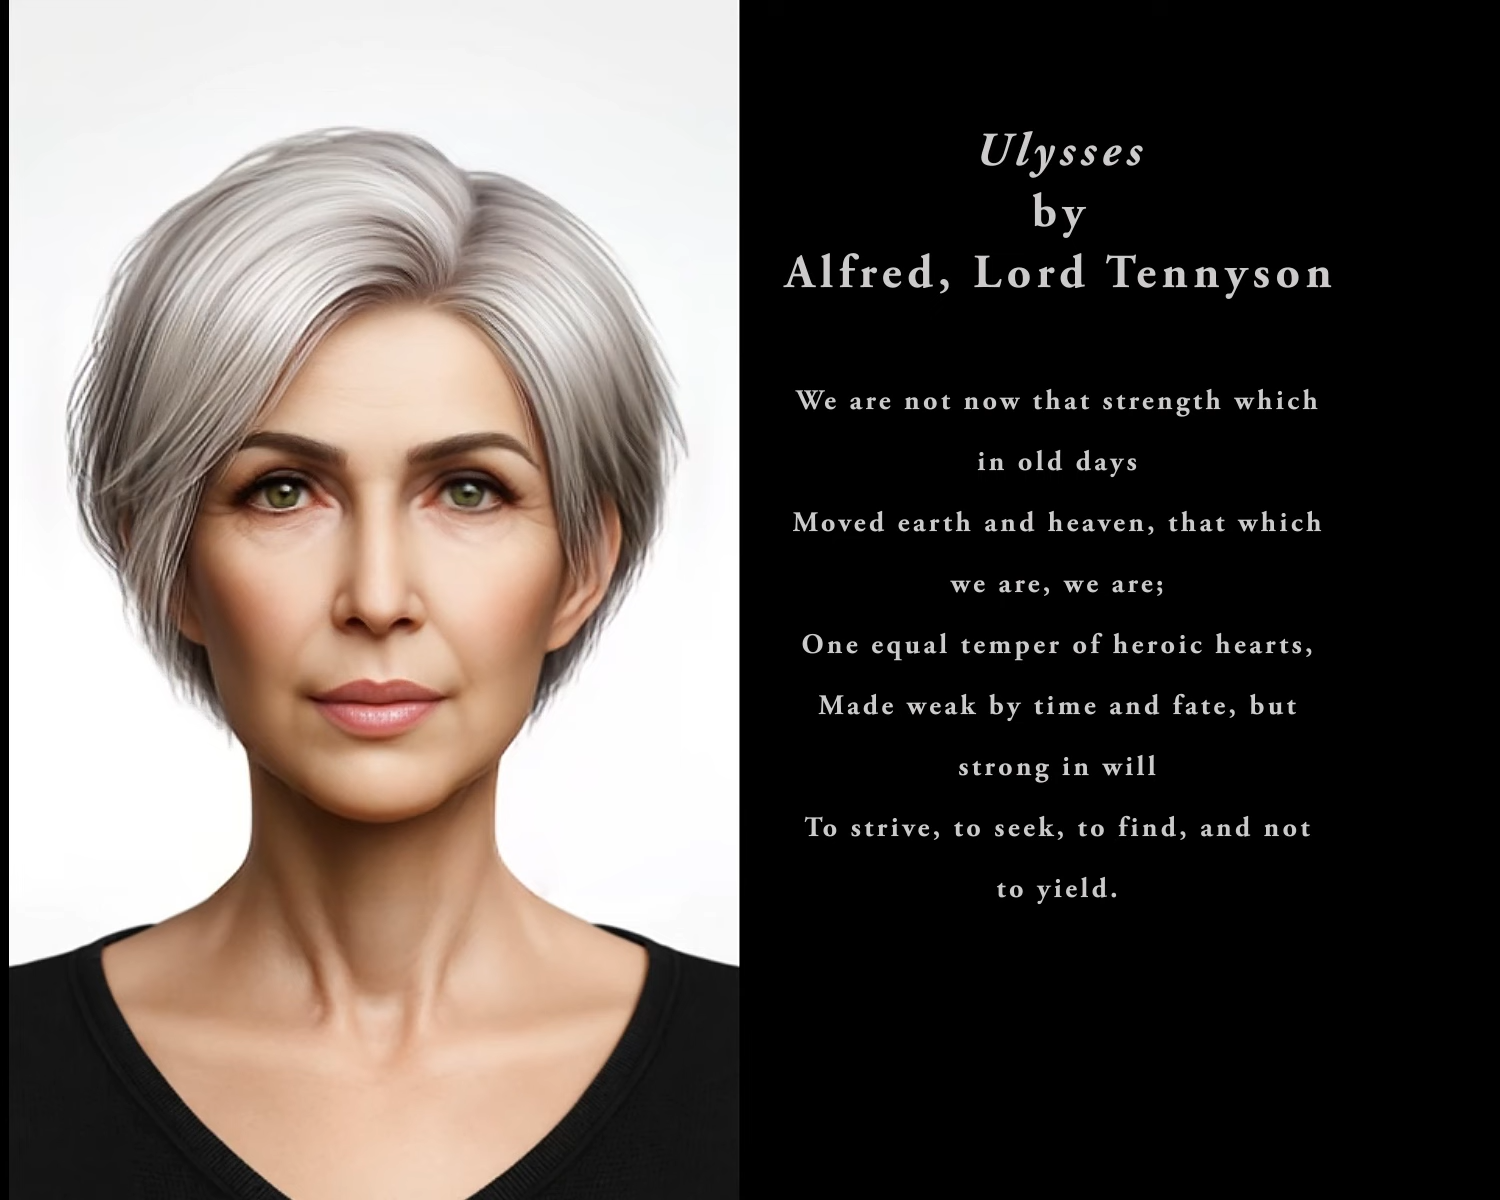 Ulysses
by
Alfred, Lord Tennyson
We are not now that strength which
in old days
Moved earth and heaven, that which
we are, we are;
One equal temper of heroic hearts,
Made weak by time and fate, but
strong in will
To strive, to seek, to find, and not
to yield.